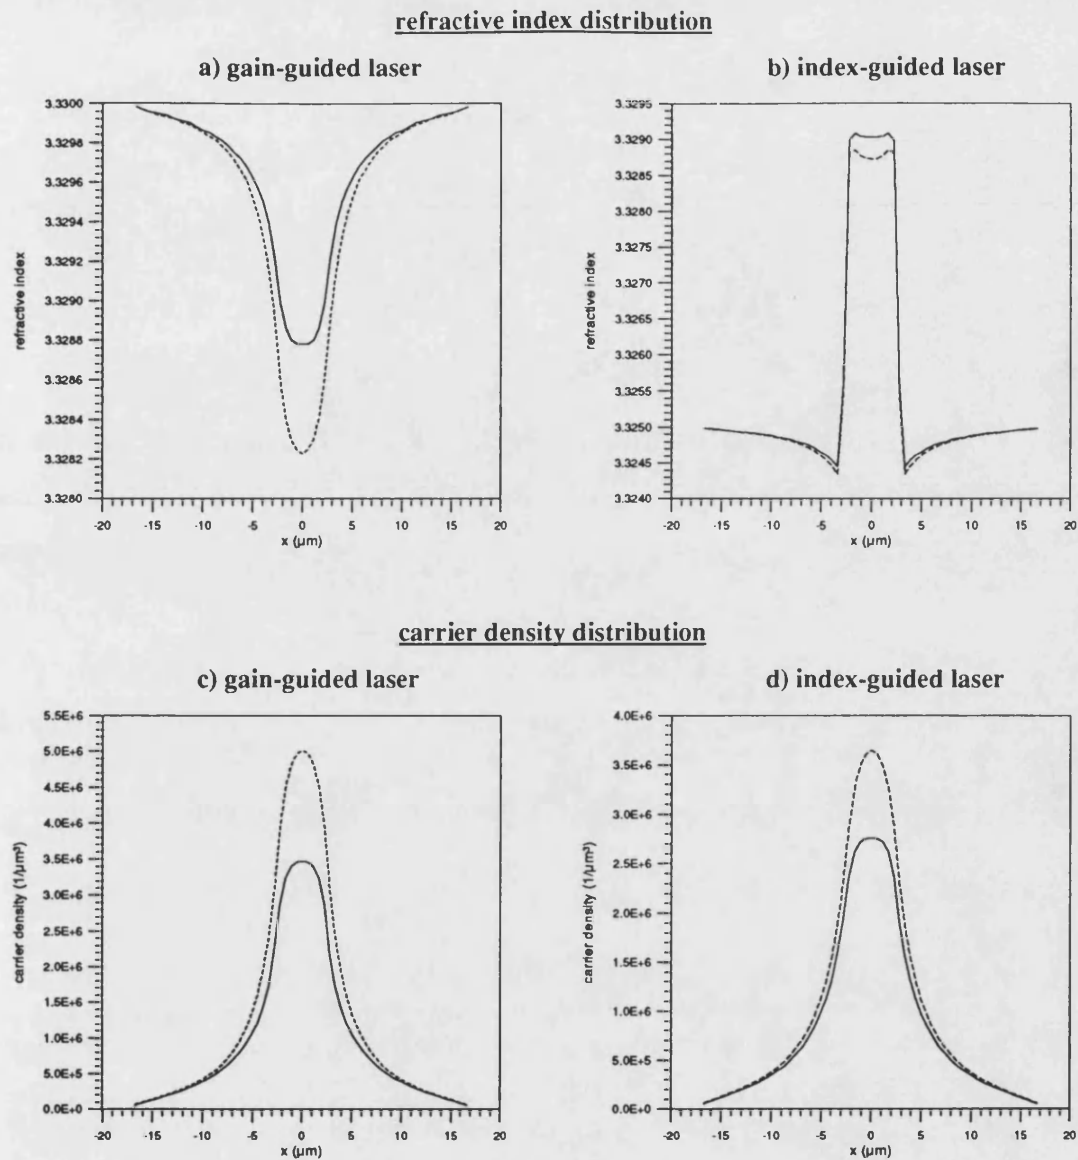 refractive index distribution
a) gain-guided laser
b) index-guided laser
3.3300
3.3298
3.3296
3.3294
3.3292
3.3290
3.3288
3.3286
3.3284
3.3282
3.3280
refractive index
-20 -15 -10 -5 0 5 10 15 20
x (µm)
3.3295
3.3290
3.3285
3.3280
3.3275
3.3270
3.3265
3.3260
3.3255
3.3250
3.3245
3.3240
refractive index
-20 -15 -10 -5 0 5 10 15 20
x (µm)
carrier density distribution
c) gain-guided laser
d) index-guided laser
5.5E+6
5.0E+6
4.5E+6
4.0E+6
3.5E+6
3.0E+6
2.5E+6
2.0E+6
1.5E+6
1.0E+6
5.0E+5
0.0E+0
carrier density (1/µm³)
-20 -15 -10 -5 0 5 10 15 20
x (µm)
4.0E+6
3.5E+6
3.0E+6
2.5E+6
2.0E+6
1.5E+6
1.0E+6
5.0E+5
0.0E+0
carrier density (1/µm³)
-20 -15 -10 -5 0 5 10 15 20
x (µm)